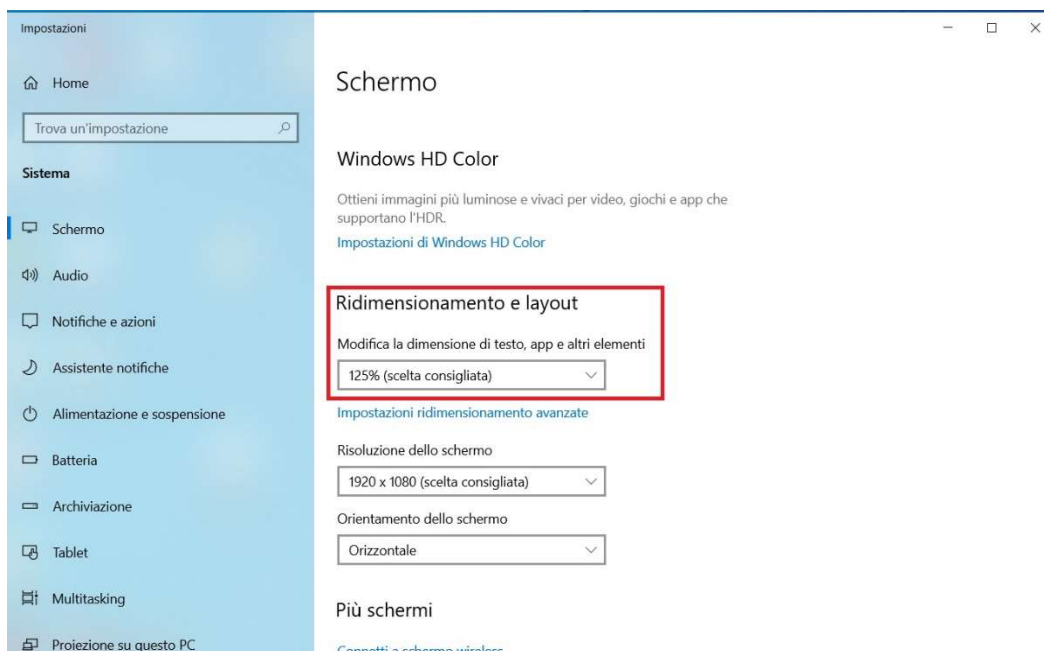 Impostazioni
Home
Trova un'impostazione
Sistema
Schermo
Audio
Notifiche e azioni
Assistente notifiche
Alimentazione e sospensione
Batteria
Archiviazione
Tablet
Multitasking
Proiezione su questo PC
Schermo
Windows HD Color
Ottieni immagini più luminose e vivaci per video, giochi e app che
supportano l'HDR.
Impostazioni di Windows HD Color
Ridimensionamento e layout
Modifica la dimensione di testo, app e altri elementi
125% (scelta consigliata)
Impostazioni ridimensionamento avanzate
Risoluzione dello schermo
1920 x 1080 (scelta consigliata)
Orientamento dello schermo
Orizzontale
Più schermi
Connetti a schermo wireless